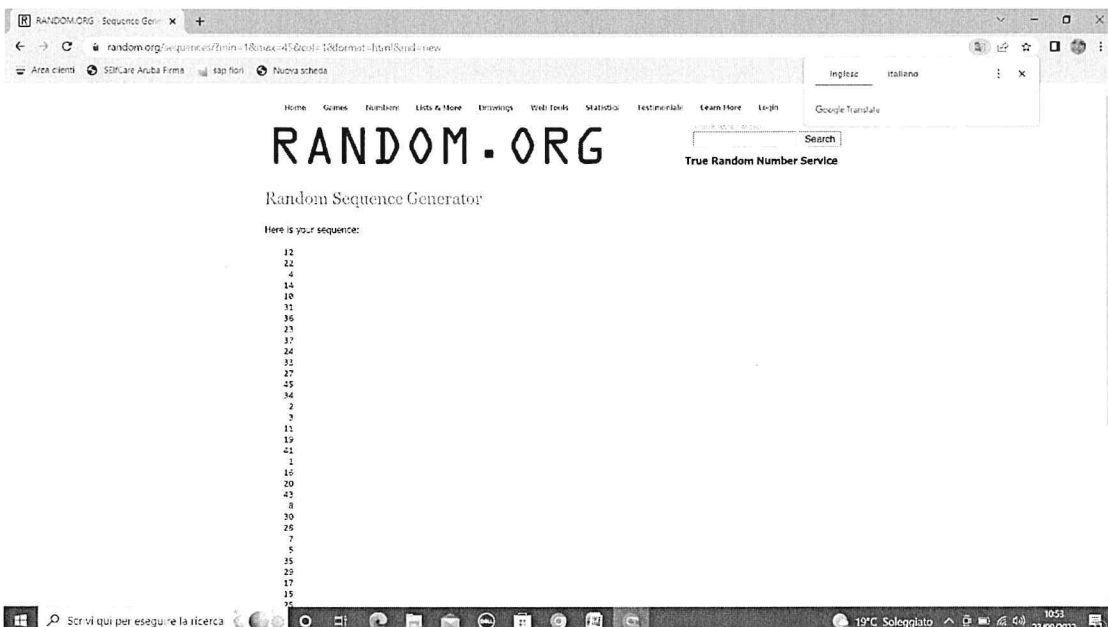 RANDOM.ORG - Sequence Gene
random.org/sequences/?min=1&max=45&col=1&format=html&rnd=new
Area clienti SElfCare Aruba Firma sap fiori Nuova scheda
Inglese italiano
Google Translate
Home Games Numbers Lists & More Drawings Web Tools Statistics Testimonials Learn More Login
RANDOM.ORG
Search
True Random Number Service
Random Sequence Generator
Here is your sequence:
12
22
4
14
10
31
36
23
37
24
27
45
34
2
3
11
19
41
1
16
20
43
8
30
7
5
35
29
17
15
Scrivi qui per eseguire la ricerca
19°C Soleggiato
10:53